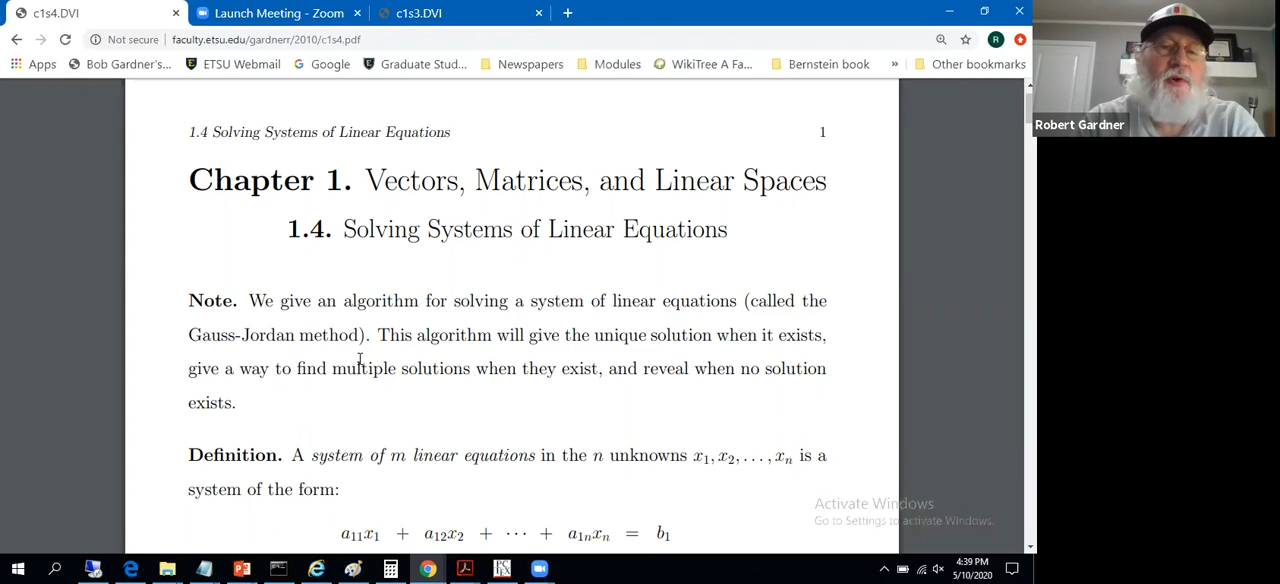 c1s4.DVI
Launch Meeting - Zoom
c1s3.DVI
Not secure | faculty.etsu.edu/gardnerr/2010/c1s4.pdf
R
Apps
Bob Gardner's...
ETSU Webmail
Google
Graduate Stud...
Newspapers
Modules
WikiTree A Fa...
Bernstein book
»
Other bookmarks
Robert Gardner
1.4 Solving Systems of Linear Equations 1
Chapter 1. Vectors, Matrices, and Linear Spaces
1.4. Solving Systems of Linear Equations
Note. We give an algorithm for solving a system of linear equations (called the
Gauss-Jordan method). This algorithm will give the unique solution when it exists,
give a way to find multiple solutions when they exist, and reveal when no solution
exists.
Definition. A system of m linear equations in the n unknowns x₁, x₂, . . . , xₙ is a
system of the form:
a₁₁x₁ + a₁₂x₂ + ··· + a₁ₙxₙ = b₁
Activate Windows
Go to Settings to activate Windows.
4:39 PM
5/10/2020